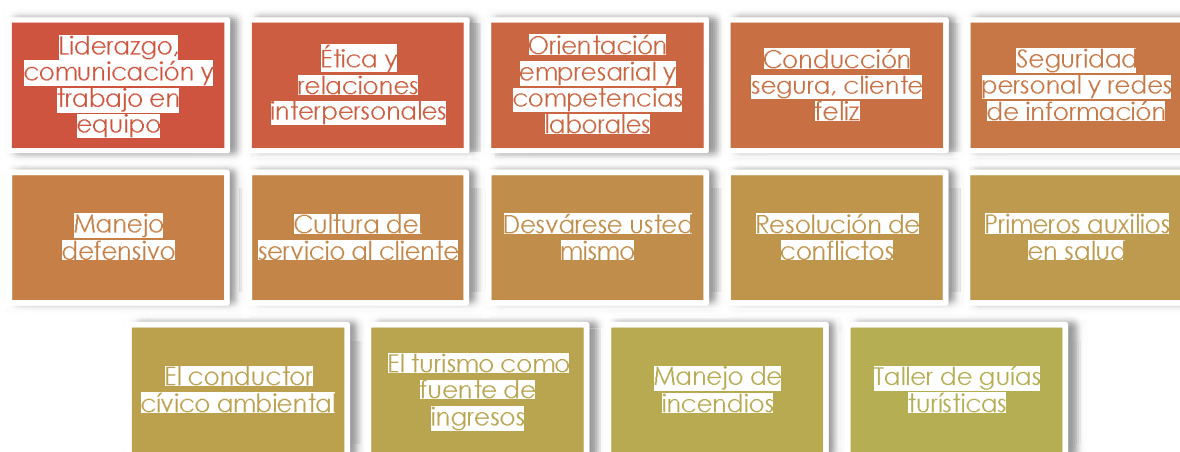 Liderazgo,
comunicación y
trabajo en
equipo
Ética y
relaciones
interpersonales
Orientación
empresarial y
competencias
laborales
Conducción
segura, cliente
feliz
Seguridad
personal y redes
de información
Manejo
defensivo
Cultura de
servicio al cliente
Desvárese usted
mismo
Resolución de
conflictos
Primeros auxilios
en salud
El conductor
cívico ambiental
El turismo como
fuente de
ingresos
Manejo de
incendios
Taller de guías
turísticas